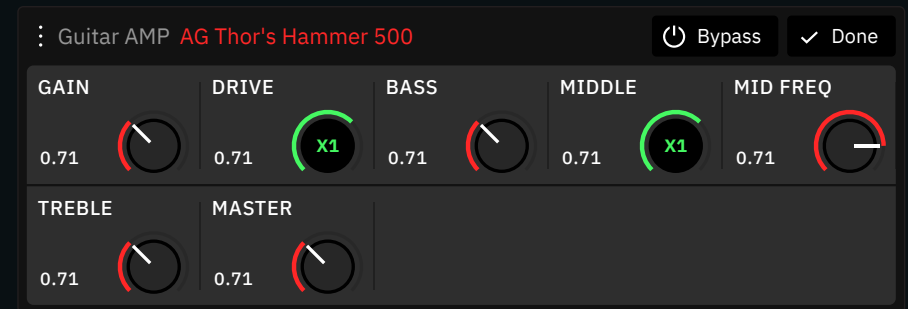 Guitar AMP AG Thor's Hammer 500 Bypass Done
GAIN DRIVE BASS MIDDLE MID FREQ
X1 X1
0.71 0.71 0.71 0.71 0.71
TREBLE MASTER
0.71 0.71